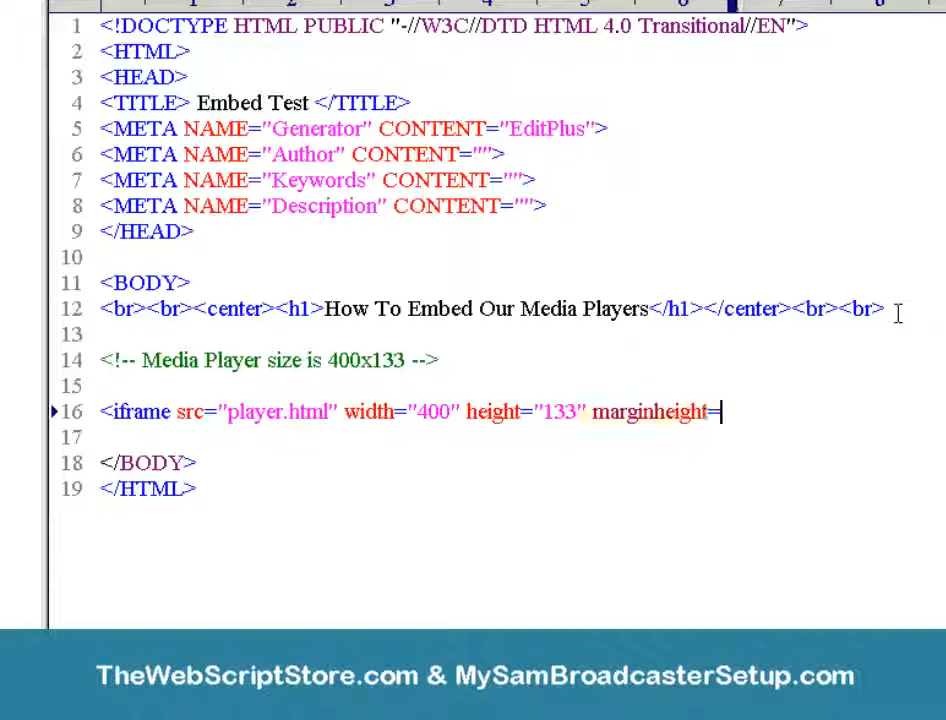 1 <!DOCTYPE HTML PUBLIC "-//W3C//DTD HTML 4.0 Transitional//EN">
2 <HTML>
3 <HEAD>
4 <TITLE> Embed Test </TITLE>
5 <META NAME="Generator" CONTENT="EditPlus">
6 <META NAME="Author" CONTENT="">
7 <META NAME="Keywords" CONTENT="">
8 <META NAME="Description" CONTENT="">
9 </HEAD>
10
11 <BODY>
12 <br><br><center><h1>How To Embed Our Media Players</h1></center><br><br>
13
14 <!-- Media Player size is 400x133 -->
15
16 <iframe src="player.html" width="400" height="133" marginheight=
17
18 </BODY>
19 </HTML>
TheWebScriptStore.com & MySamBroadcasterSetup.com